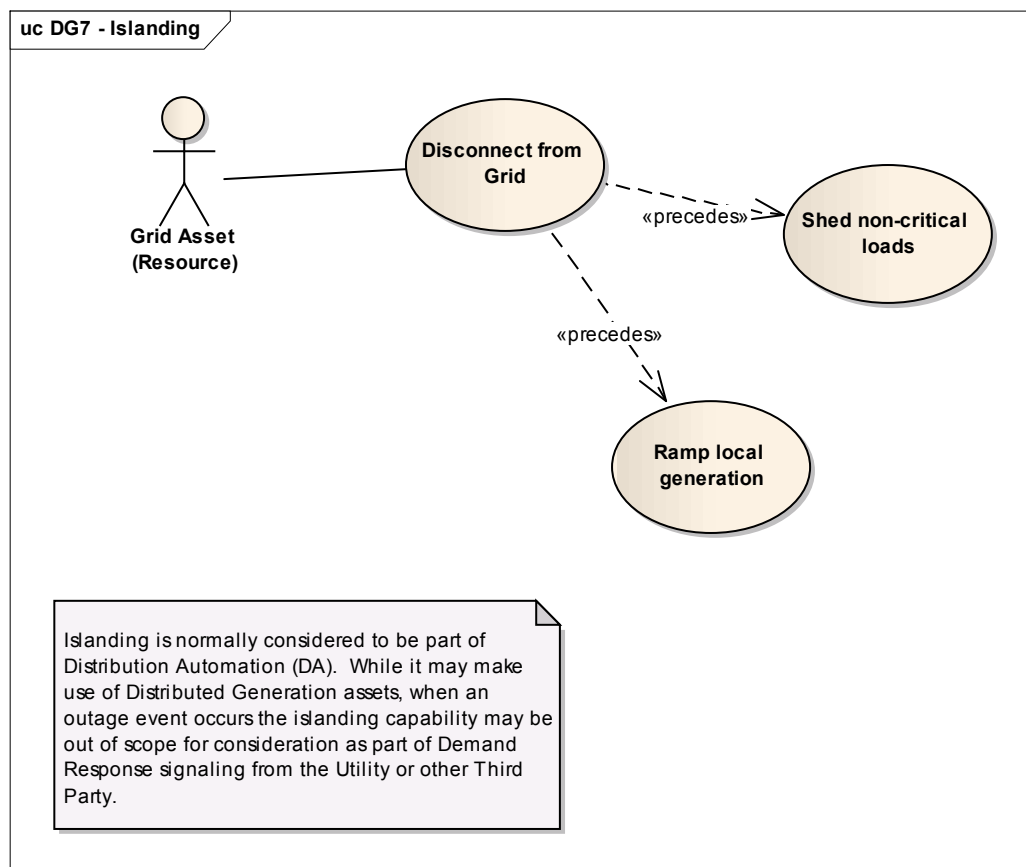 uc DG7 - Islanding
Grid Asset
(Resource)
Disconnect from
Grid
«precedes»
Shed non-critical
loads
«precedes»
Ramp local
generation
Islanding is normally considered to be part of
Distribution Automation (DA). While it may make
use of Distributed Generation assets, when an
outage event occurs the islanding capability may be
out of scope for consideration as part of Demand
Response signaling from the Utility or other Third
Party.